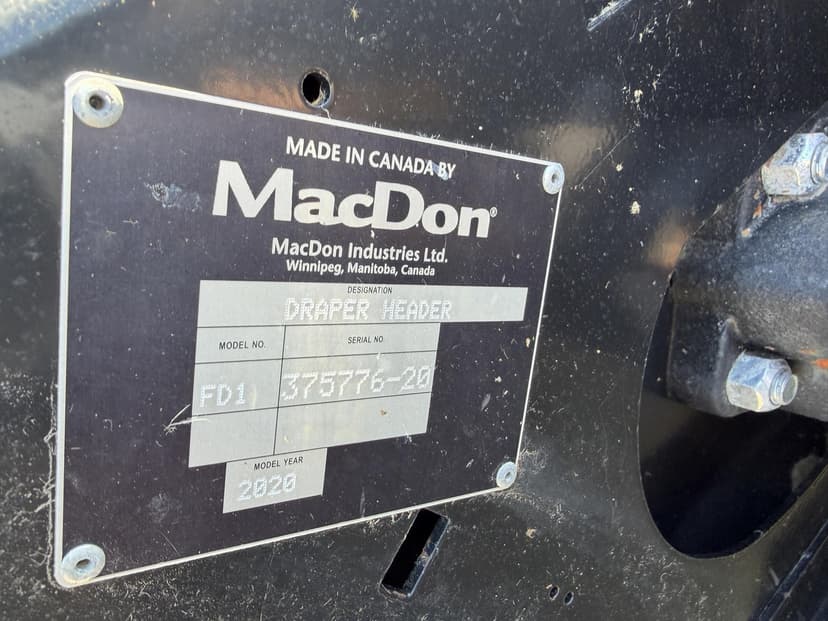 MADE IN CANADA BY
MacDon®
MacDon Industries Ltd.
Winnipeg, Manitoba, Canada
DESIGNATION
DRAPER HEADER
MODEL NO. SERIAL NO.
FD1 375776-20
MODEL YEAR
2020